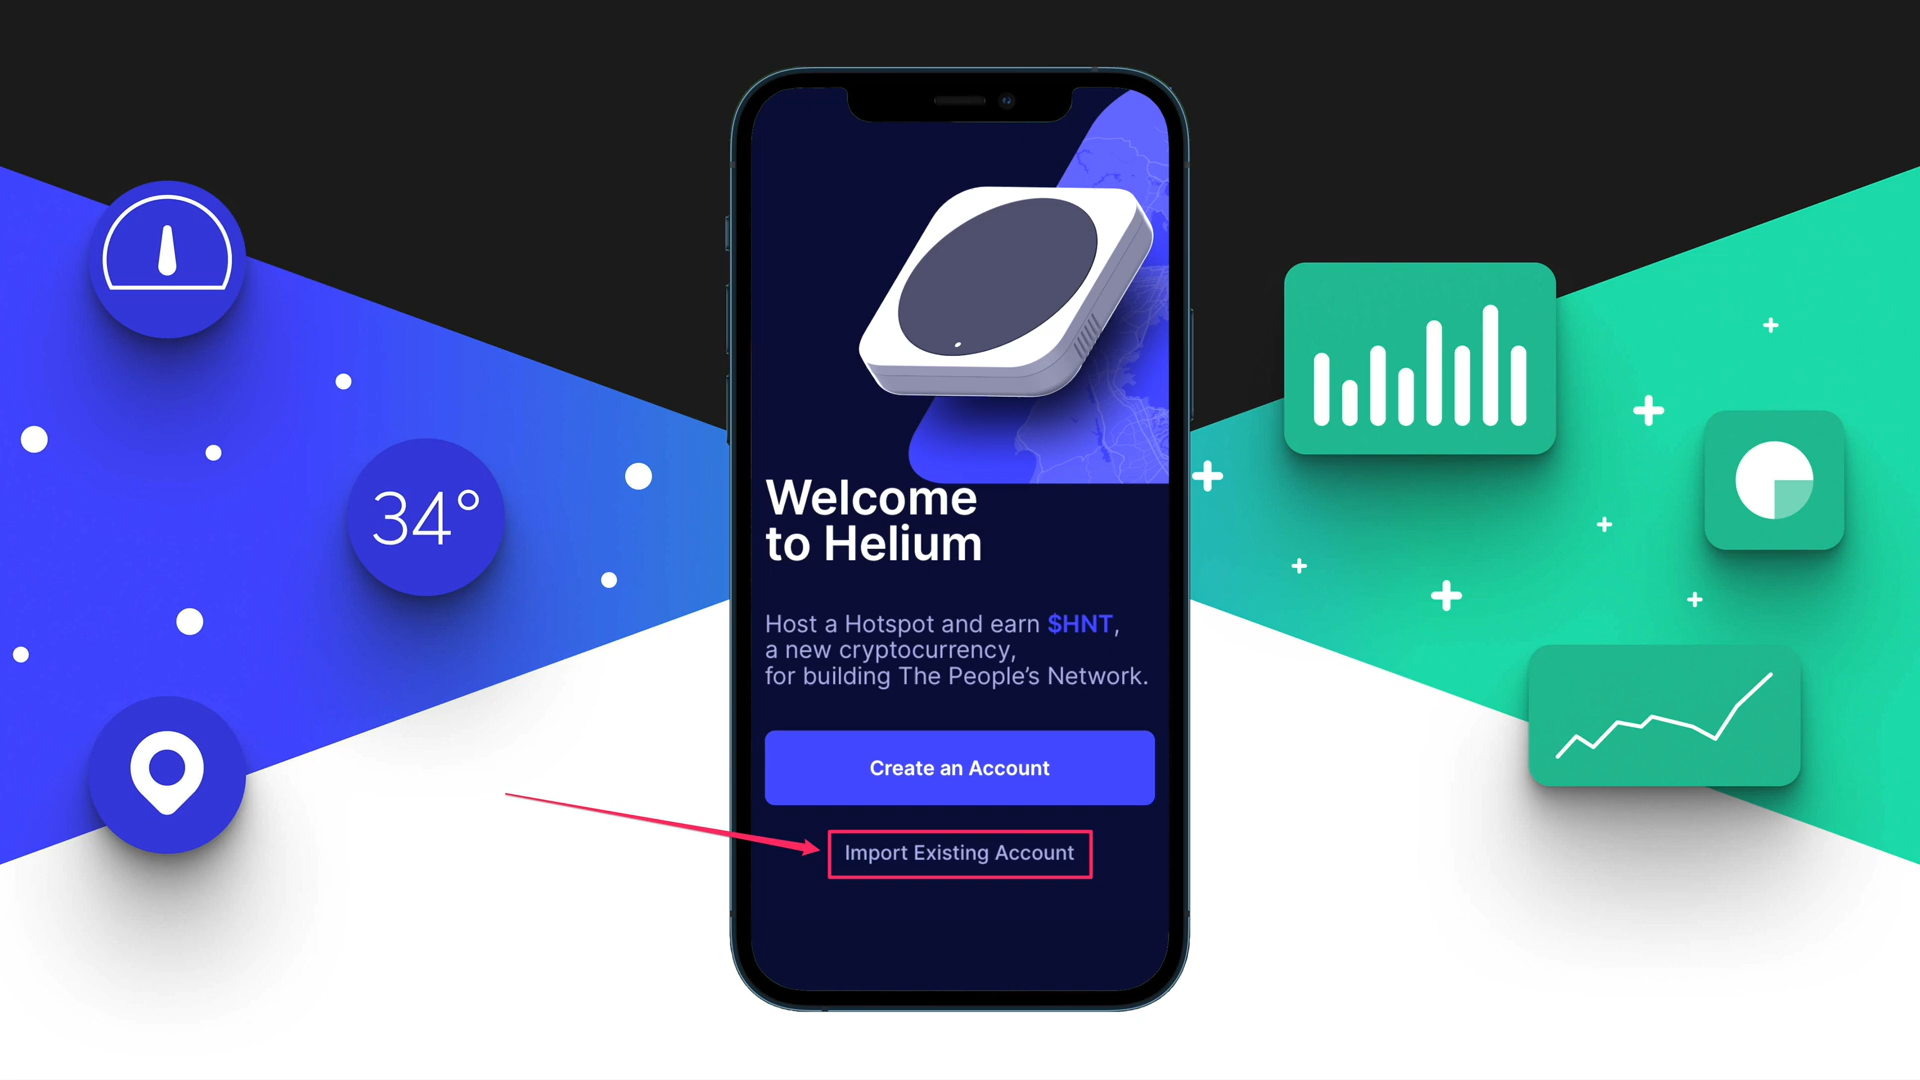 34°
Welcome
to Helium
Host a Hotspot and earn $HNT,
a new cryptocurrency,
for building The People’s Network.
Create an Account
Import Existing Account